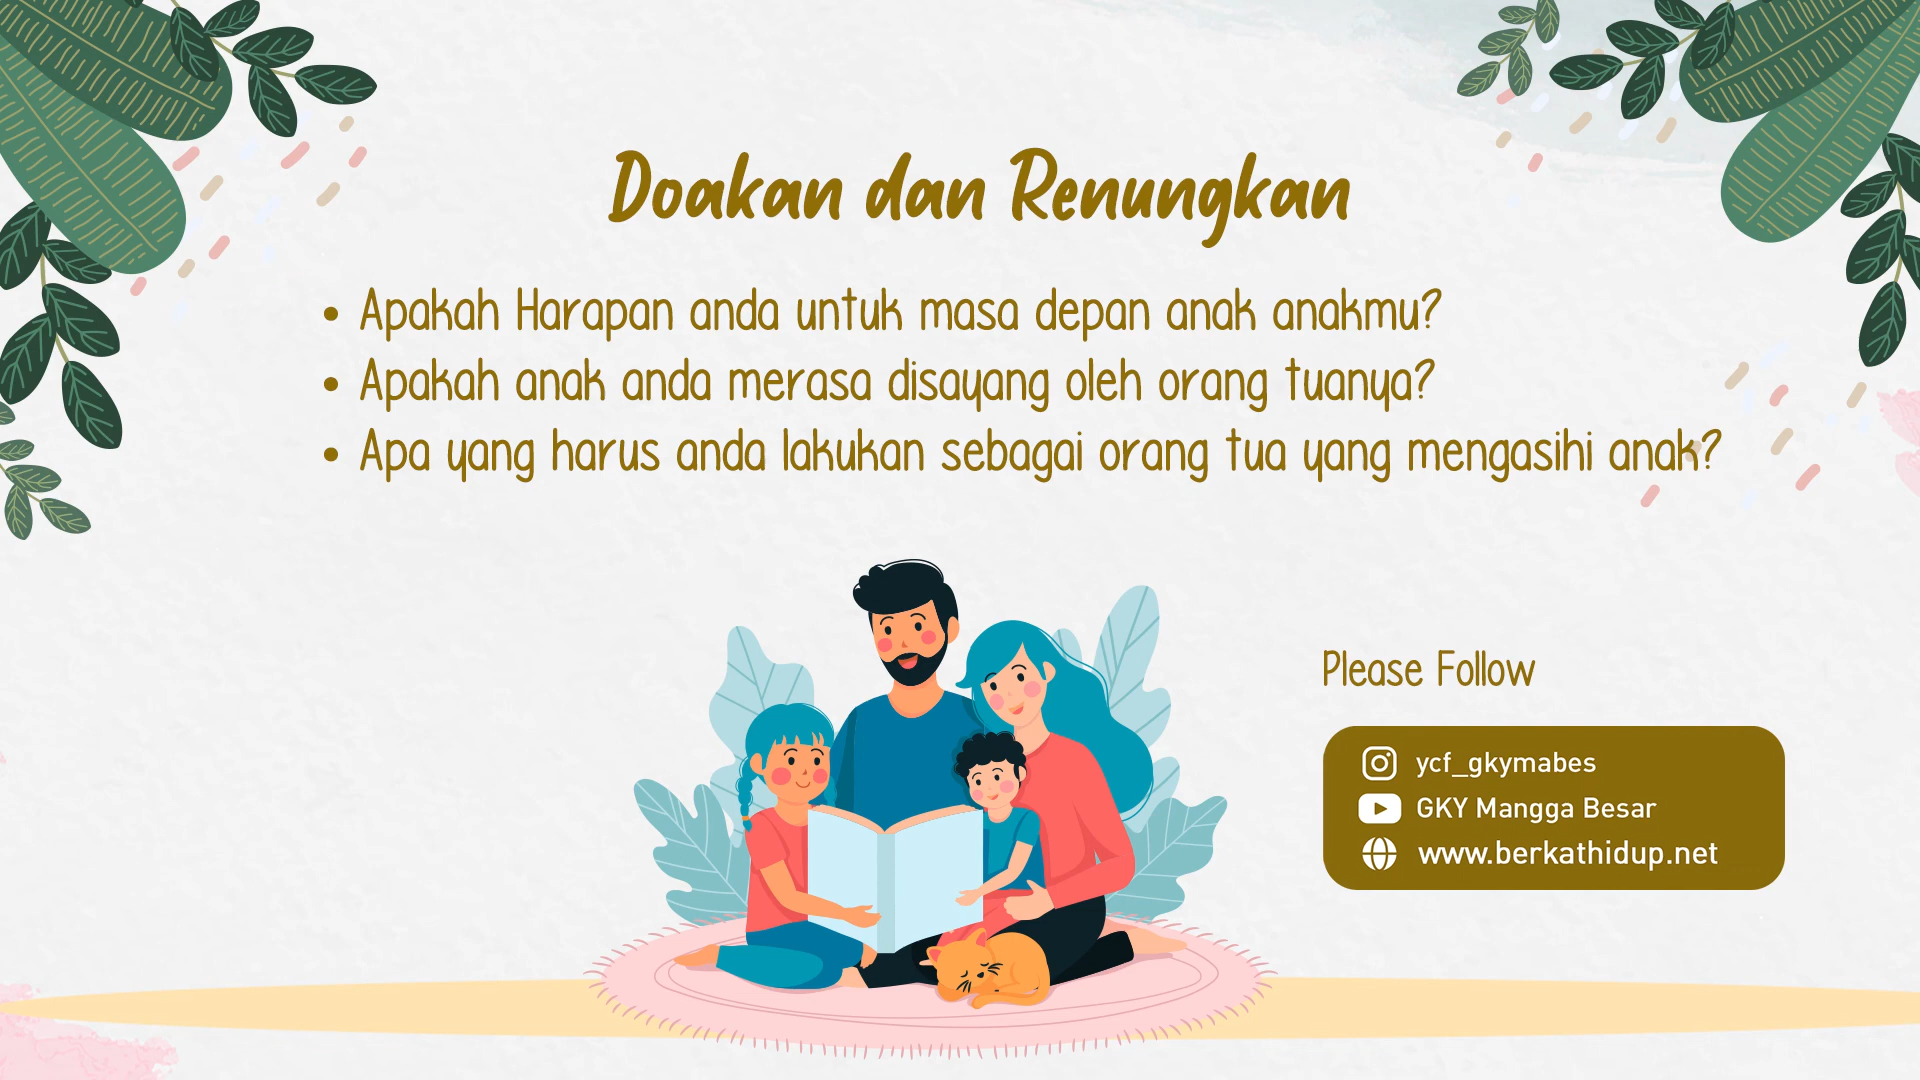 Doakan dan Renungkan
• Apakah Harapan anda untuk masa depan anak anakmu?
• Apakah anak anda merasa disayang oleh orang tuanya?
• Apa yang harus anda lakukan sebagai orang tua yang mengasihi anak?
Please Follow
ycf_gkymabes
GKY Mangga Besar
www.berkathidup.net